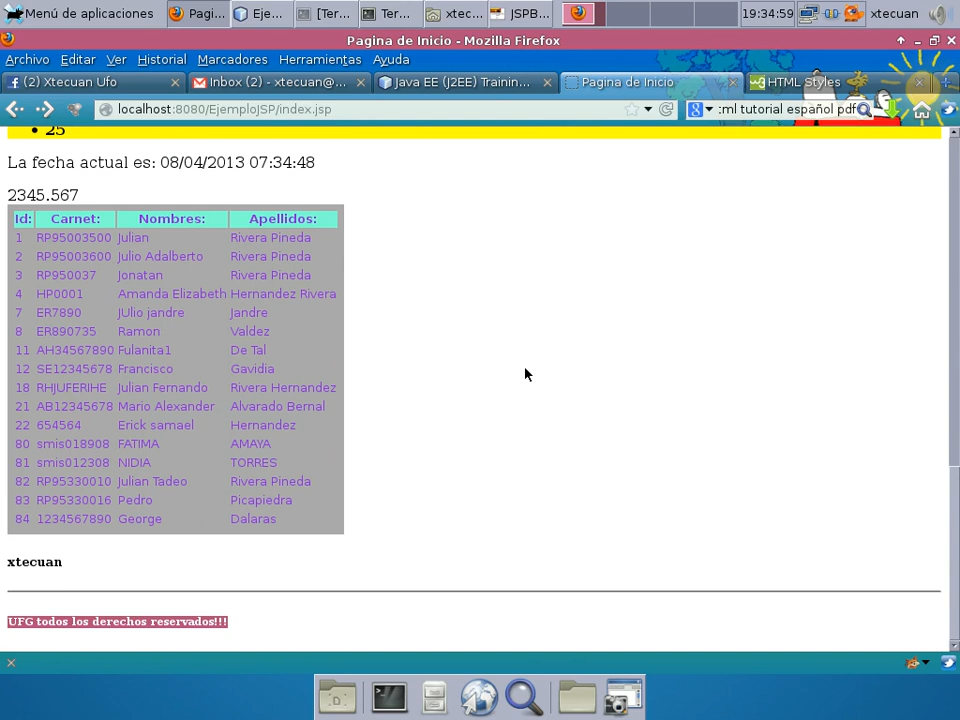 Menú de aplicaciones
Pagi...
Eje...
[Ter...
Ter...
xtec...
JSPB...
19:34:59
xtecuan
Pagina de Inicio - Mozilla Firefox
Archivo Editar Ver Historial Marcadores Herramientas Ayuda
(2) Xtecuan Ufo
Inbox (2) - xtecuan@...
Java EE (J2EE) Trainin...
Pagina de Inicio
HTML Styles
localhost:8080/EjemploJSP/index.jsp
:ml tutorial español pdf
• 25
La fecha actual es: 08/04/2013 07:34:48
2345.567
Id: Carnet: Nombres: Apellidos:
1 RP95003500 Julian Rivera Pineda
2 RP95003600 Julio Adalberto Rivera Pineda
3 RP950037 Jonatan Rivera Pineda
4 HP0001 Amanda Elizabeth Hernandez Rivera
7 ER7890 JUlio jandre Jandre
8 ER890735 Ramon Valdez
11 AH34567890 Fulanita1 De Tal
12 SE12345678 Francisco Gavidia
18 RHJUFERIHE Julian Fernando Rivera Hernandez
21 AB12345678 Mario Alexander Alvarado Bernal
22 654564 Erick samael Hernandez
80 smis018908 FATIMA AMAYA
81 smis012308 NIDIA TORRES
82 RP95330010 Julian Tadeo Rivera Pineda
83 RP95330016 Pedro Picapiedra
84 1234567890 George Dalaras
xtecuan
UFG todos los derechos reservados!!!